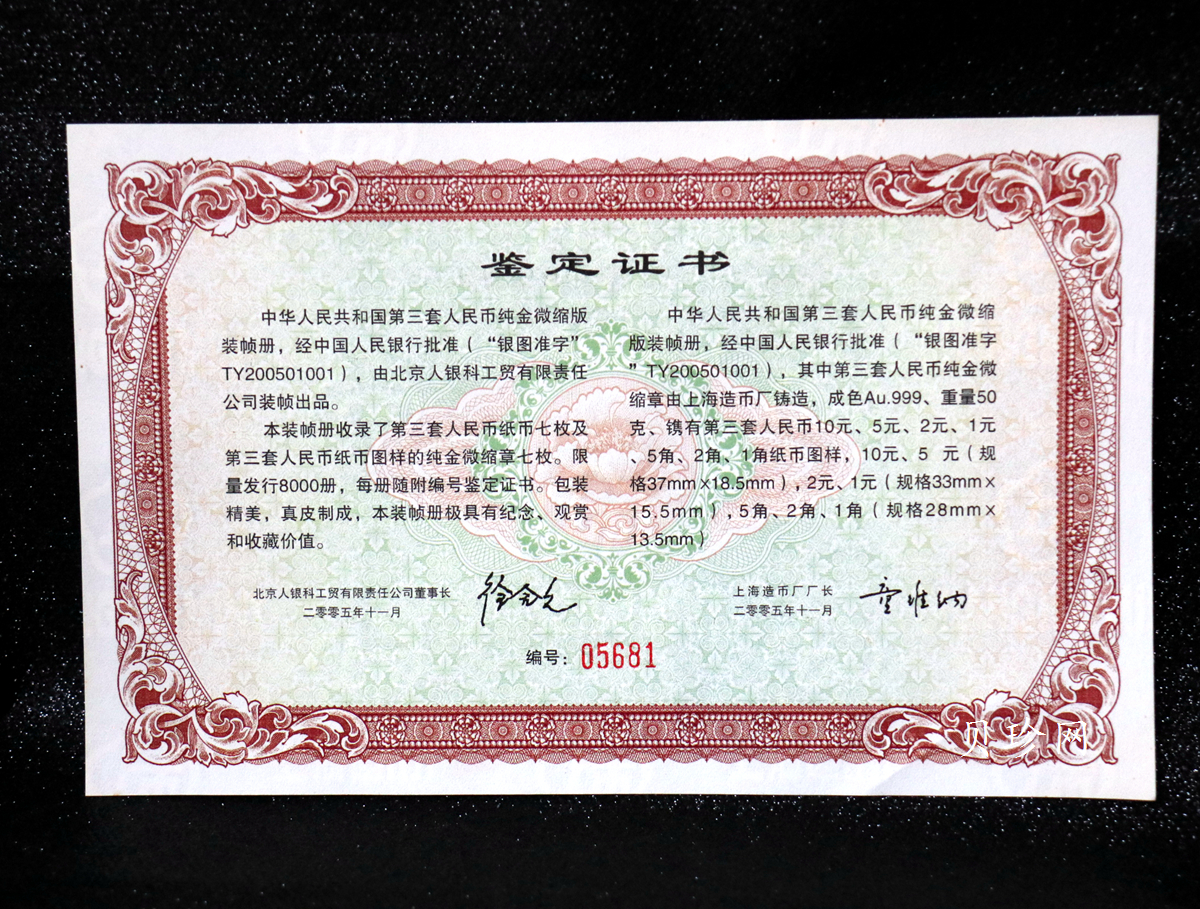 鉴定证书
中华人民共和国第三套人民币纯金微缩版
装帧册，经中国人民银行批准（“银图准字”
TY200501001），由北京人银科工贸有限责任
公司装帧出品。
本装帧册收录了第三套人民币纸币七枚及
第三套人民币纸币图样的纯金微缩章七枚。限
量发行8000册，每册随附编号鉴定证书。包装
精美，真皮制成，本装帧册极具有纪念、观赏
和收藏价值。
中华人民共和国第三套人民币纯金微缩
版装帧册，经中国人民银行批准（“银图准字
”TY200501001），其中第三套人民币纯金微
缩章由上海造币厂铸造，成色Au.999、重量50
克、镌有第三套人民币10元、5元、2元、1元
、5角、2角、1角纸币图样，10元、5 元（规
格37mm×18.5mm），2元、1元（规格33mm×
15.5mm），5角、2角、1角（规格28mm×
13.5mm）
北京人银科工贸有限责任公司董事长
二零零五年十一月
上海造币厂厂长
二零零五年十一月
编号：05681
贝珍网